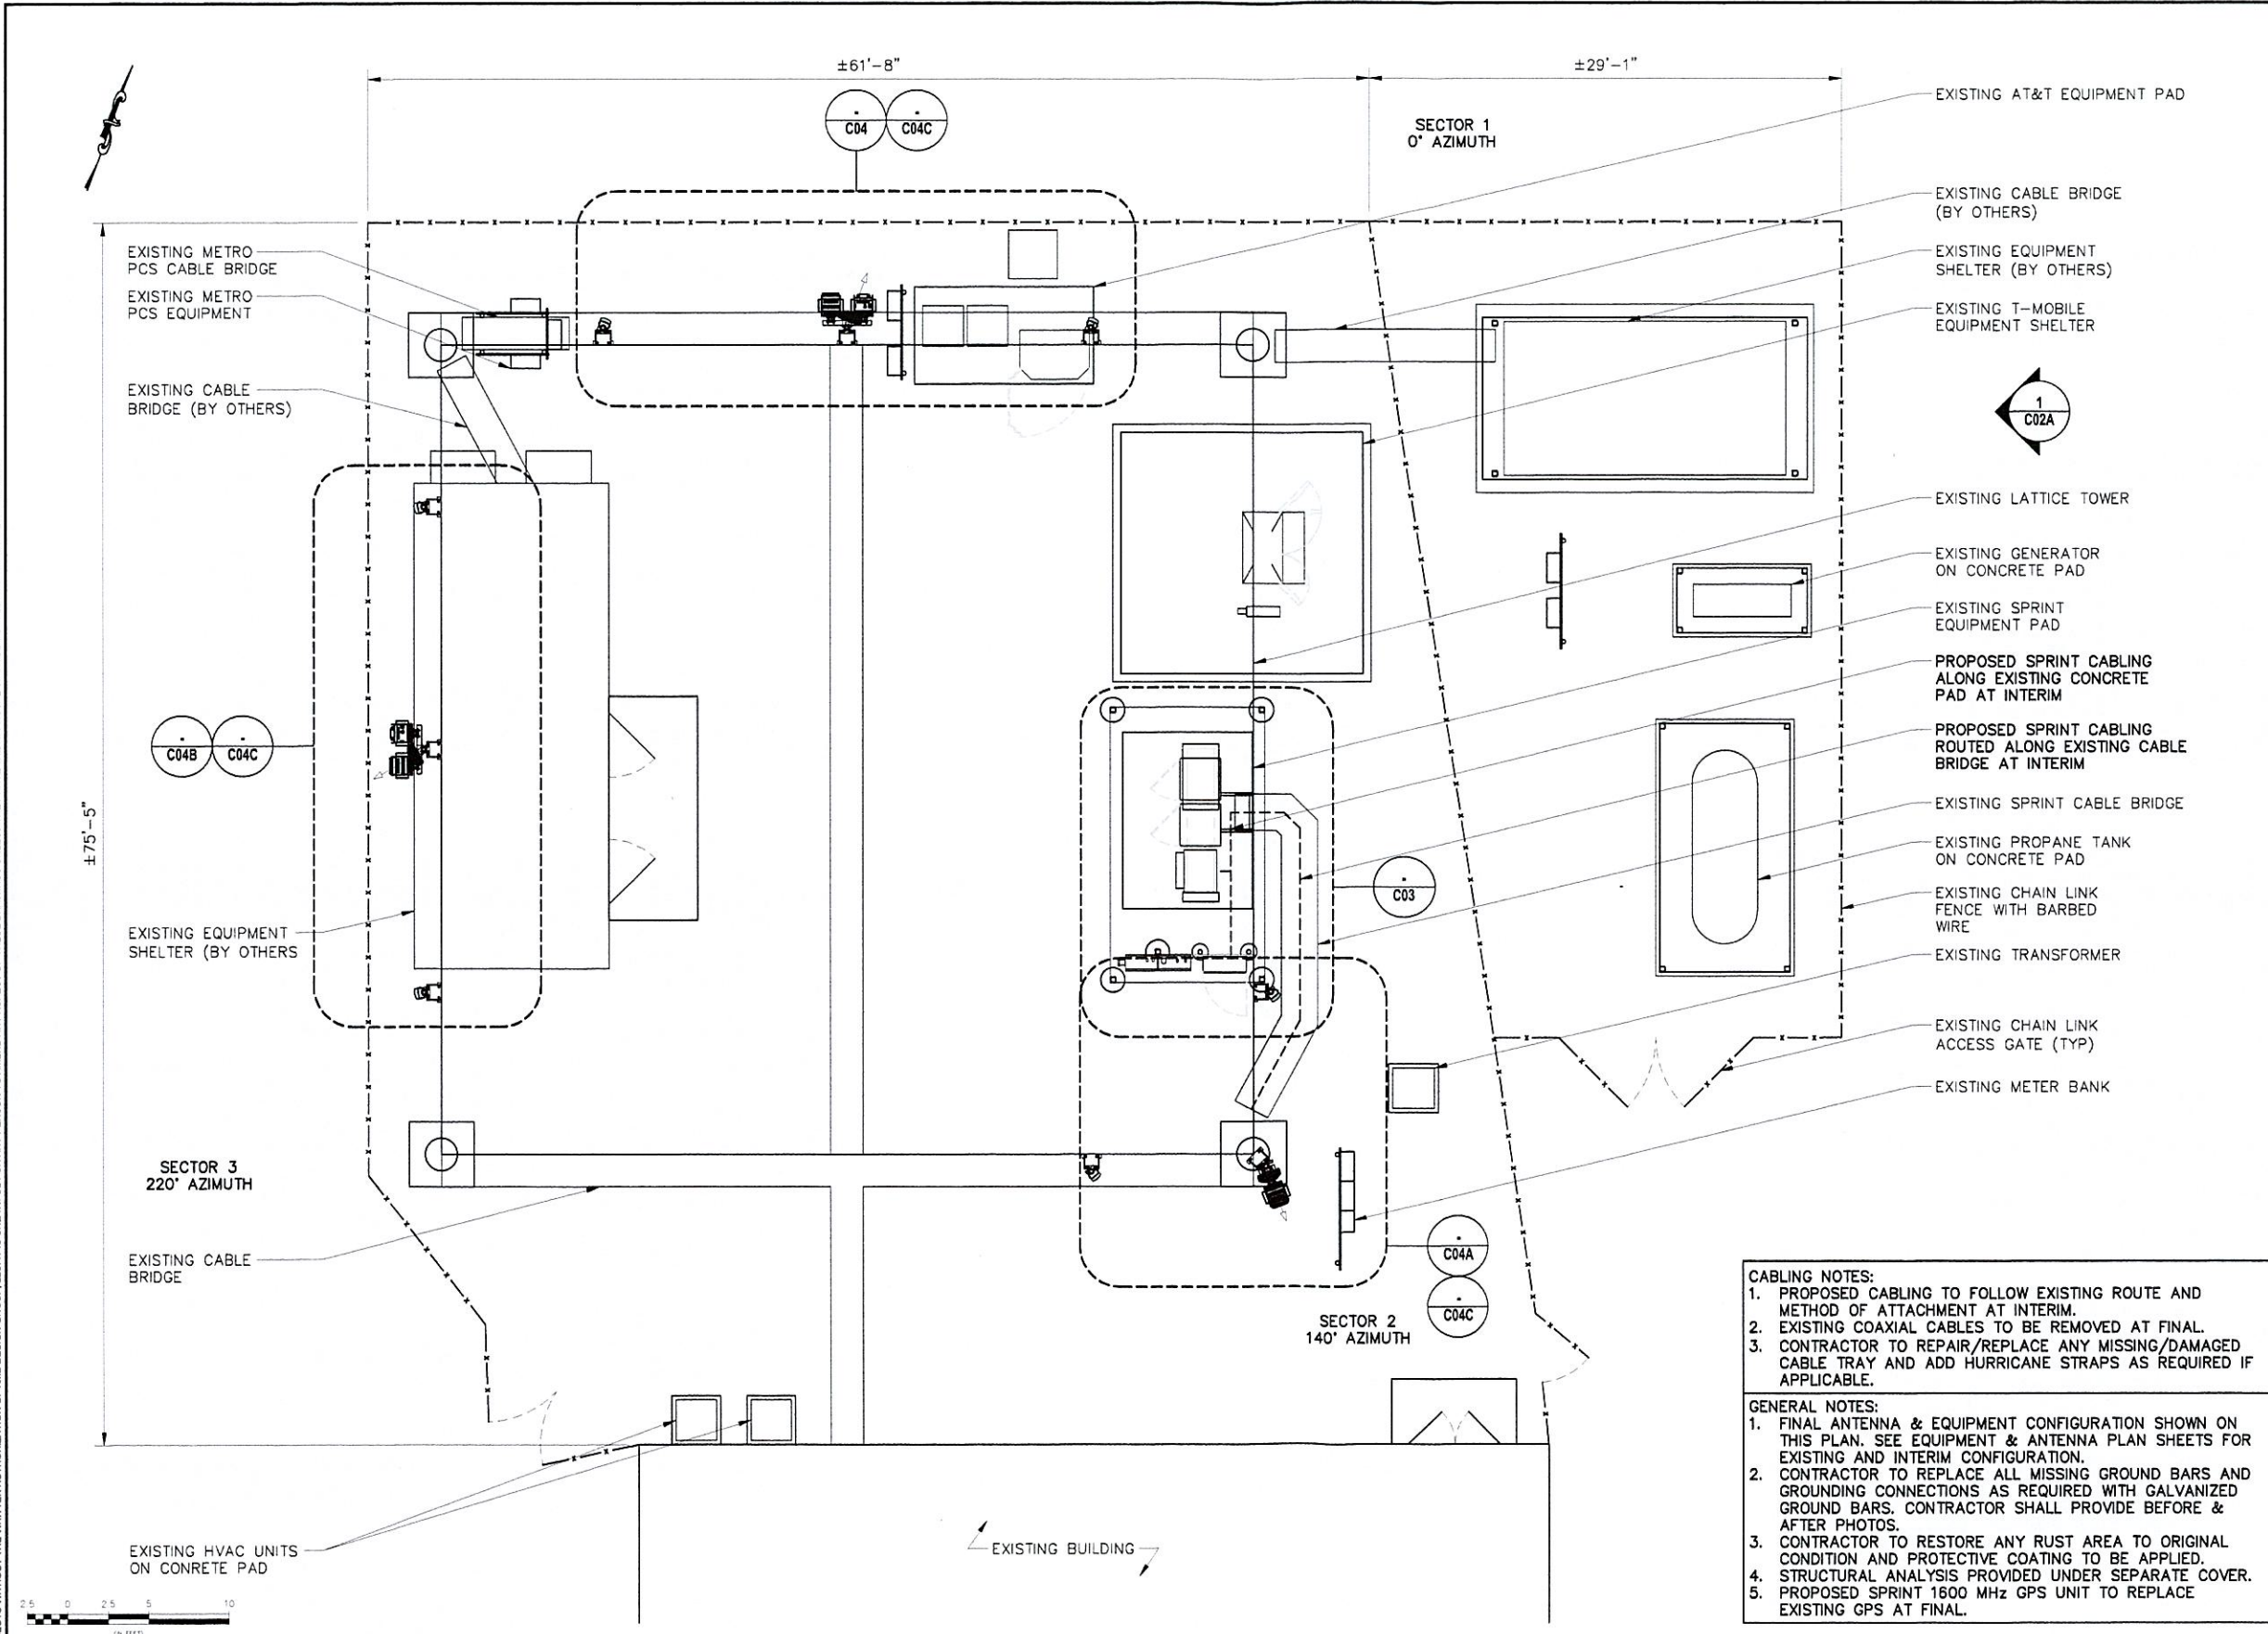 ±61'-8"
±29'-1"
C04
C04C
SECTOR 1
0° AZIMUTH
EXISTING AT&T EQUIPMENT PAD
EXISTING CABLE BRIDGE
(BY OTHERS)
EXISTING EQUIPMENT
SHELTER (BY OTHERS)
EXISTING T-MOBILE
EQUIPMENT SHELTER
1
C02A
EXISTING LATTICE TOWER
EXISTING GENERATOR
ON CONCRETE PAD
EXISTING SPRINT
EQUIPMENT PAD
PROPOSED SPRINT CABLING
ALONG EXISTING CONCRETE
PAD AT INTERIM
PROPOSED SPRINT CABLING
ROUTED ALONG EXISTING CABLE
BRIDGE AT INTERIM
EXISTING SPRINT CABLE BRIDGE
EXISTING PROPANE TANK
ON CONCRETE PAD
EXISTING CHAIN LINK
FENCE WITH BARBED
WIRE
EXISTING TRANSFORMER
EXISTING CHAIN LINK
ACCESS GATE (TYP)
EXISTING METER BANK
EXISTING METRO
PCS CABLE BRIDGE
EXISTING METRO
PCS EQUIPMENT
EXISTING CABLE
BRIDGE (BY OTHERS)
C04B
C04C
±75'-5"
C03
EXISTING EQUIPMENT
SHELTER (BY OTHERS
SECTOR 3
220° AZIMUTH
EXISTING CABLE
BRIDGE
C04A
C04C
SECTOR 2
140° AZIMUTH
EXISTING HVAC UNITS
ON CONRETE PAD
EXISTING BUILDING
2.5 0 2.5 5 10
CABLING NOTES:
1. PROPOSED CABLING TO FOLLOW EXISTING ROUTE AND
METHOD OF ATTACHMENT AT INTERIM.
2. EXISTING COAXIAL CABLES TO BE REMOVED AT FINAL.
3. CONTRACTOR TO REPAIR/REPLACE ANY MISSING/DAMAGED
CABLE TRAY AND ADD HURRICANE STRAPS AS REQUIRED IF
APPLICABLE.
GENERAL NOTES:
1. FINAL ANTENNA & EQUIPMENT CONFIGURATION SHOWN ON
THIS PLAN. SEE EQUIPMENT & ANTENNA PLAN SHEETS FOR
EXISTING AND INTERIM CONFIGURATION.
2. CONTRACTOR TO REPLACE ALL MISSING GROUND BARS AND
GROUNDING CONNECTIONS AS REQUIRED WITH GALVANIZED
GROUND BARS. CONTRACTOR SHALL PROVIDE BEFORE &
AFTER PHOTOS.
3. CONTRACTOR TO RESTORE ANY RUST AREA TO ORIGINAL
CONDITION AND PROTECTIVE COATING TO BE APPLIED.
4. STRUCTURAL ANALYSIS PROVIDED UNDER SEPARATE COVER.
5. PROPOSED SPRINT 1600 MHz GPS UNIT TO REPLACE
EXISTING GPS AT FINAL.